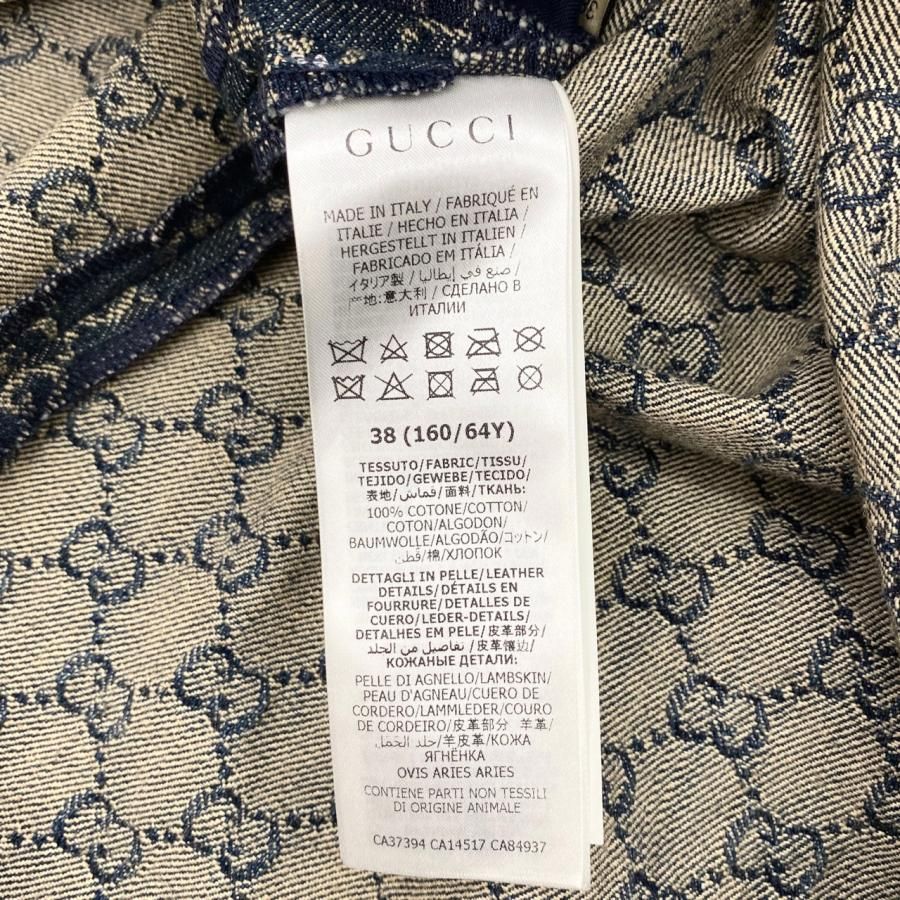 GUCCI
MADE IN ITALY / FABRIQUÉ EN
ITALIE / HECHO EN ITALIA /
HERGESTELLT IN ITALIEN /
FABRICADO EM ITÁLIA /
イタリア製 / صنع في إيطاليا /
产地:意大利 / СДЕЛАНО В
ИТАЛИИ
38 (160/64Y)
TESSUTO/FABRIC/TISSU/
TEJIDO/GEWEBE/TECIDO/
表地/قماش/面料/ТКАНЬ:
100% COTONE/COTTON/
COTON/ALGODON/
BAUMWOLLE/ALGODÃO/コットン/
قطن/棉/ХЛОПОК
DETTAGLI IN PELLE/LEATHER
DETAILS/DÉTAILS EN
FOURRURE/DETALLES DE
CUERO/LEDER-DETAILS/
DETALHES EM PELE/皮革部分/
تفاصيل من الجلد/皮革镶边/
КОЖАНЫЕ ДЕТАЛИ:
PELLE DI AGNELLO/LAMBSKIN/
PEAU D'AGNEAU/CUERO DE
CORDERO/LAMMLEDER/COURO
DE CORDEIRO/皮革部分 羊革/
جلد الحمل/羊皮革/КОЖА
ЯГНЁНКА
OVIS ARIES ARIES
CONTIENE PARTI NON TESSILI
DI ORIGINE ANIMALE
CA37394 CA14517 CA84937